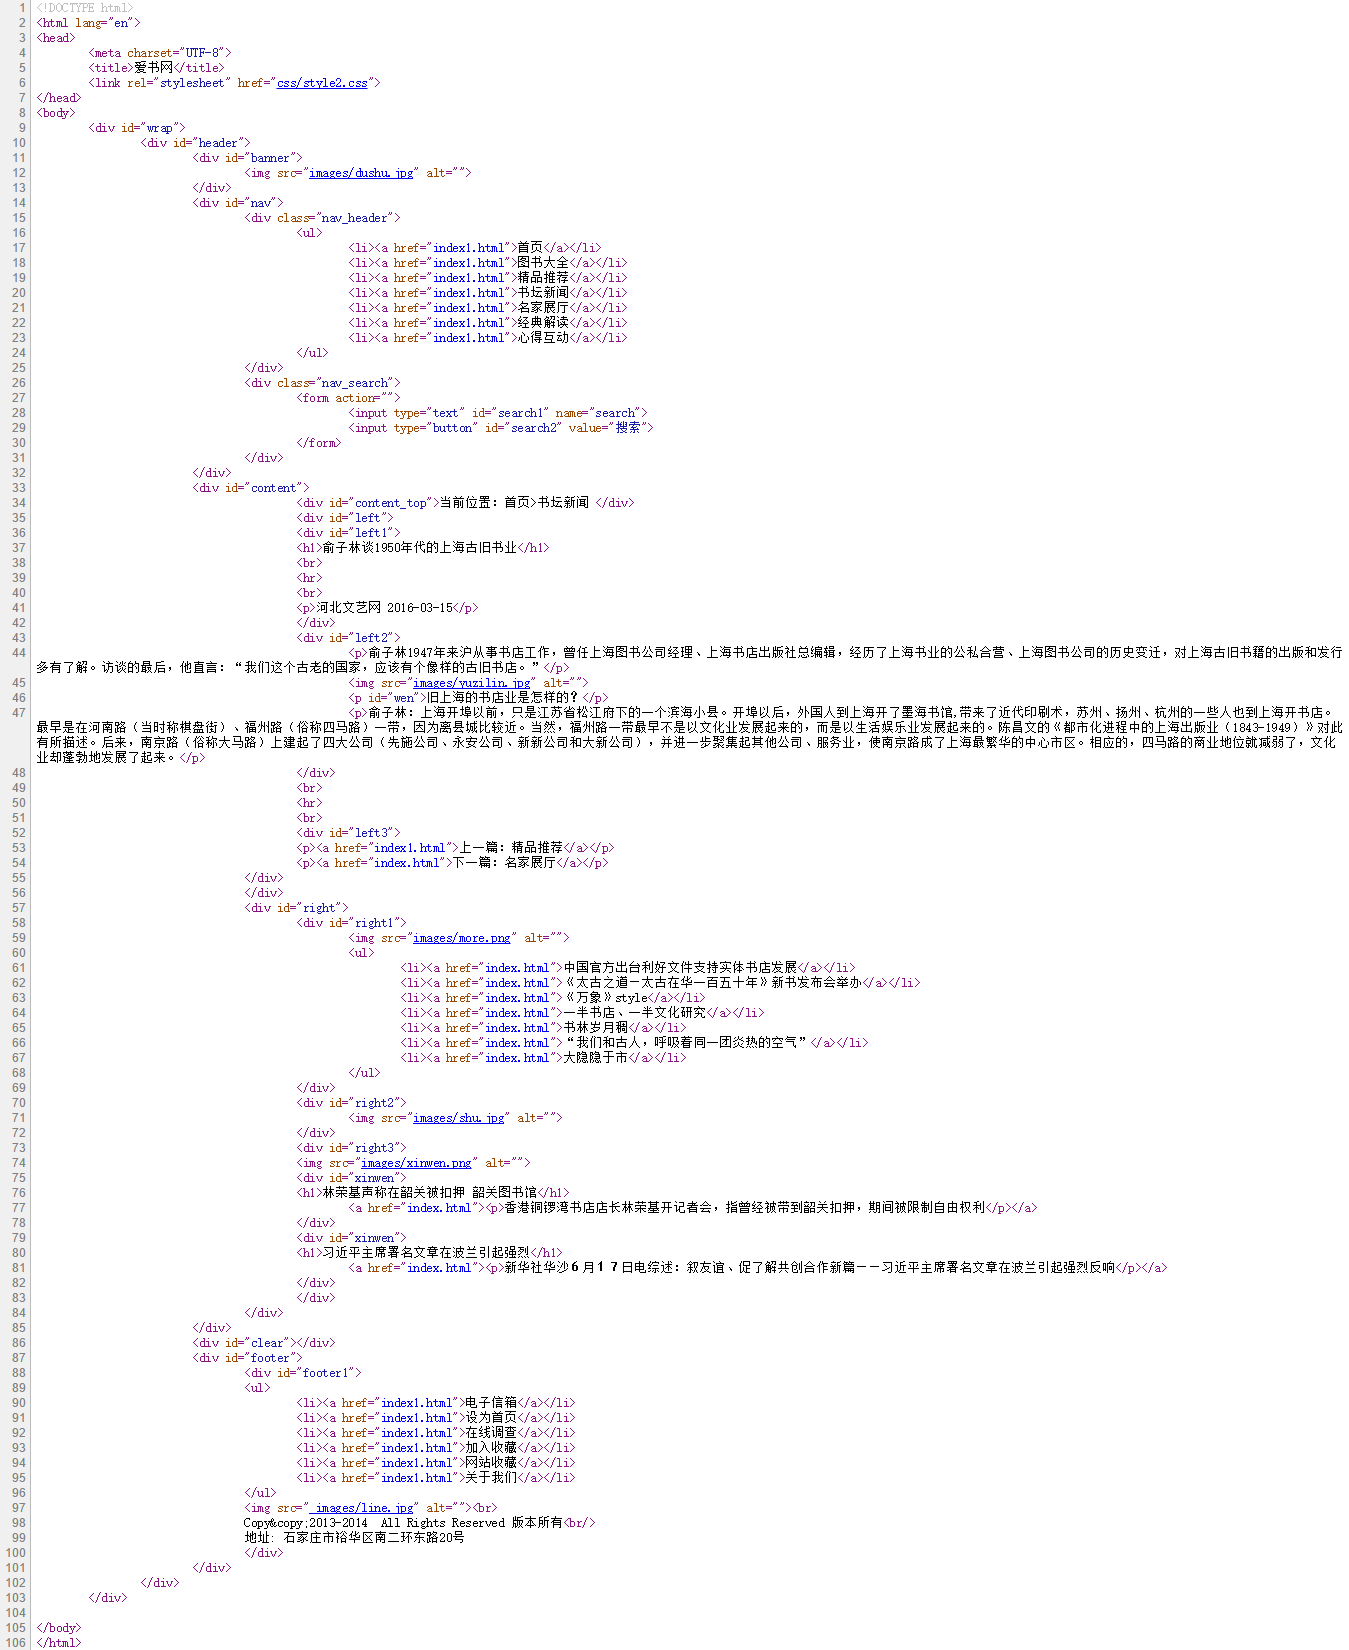 1 <!DOCTYPE html>
2 <html lang="en">
3 <head>
4 <meta charset="UTF-8">
5 <title>爱书网</title>
6 <link rel="stylesheet" href="css/style2.css">
7 </head>
8 <body>
9 <div id="wrap">
10 <div id="header">
11 <div id="banner">
12 <img src="images/dushu.jpg" alt="">
13 </div>
14 <div id="nav">
15 <div class="nav_header">
16 <ul>
17 <li><a href="index1.html">首页</a></li>
18 <li><a href="index1.html">图书大全</a></li>
19 <li><a href="index1.html">精品推荐</a></li>
20 <li><a href="index1.html">书坛新闻</a></li>
21 <li><a href="index1.html">名家展厅</a></li>
22 <li><a href="index1.html">经典解读</a></li>
23 <li><a href="index1.html">心得互动</a></li>
24 </ul>
25 </div>
26 <div class="nav_search">
27 <form action="">
28 <input type="text" id="search1" name="search">
29 <input type="button" id="search2" value="搜索">
30 </form>
31 </div>
32 </div>
33 <div id="content">
34 <div id="content_top">当前位置：首页>书坛新闻 </div>
35 <div id="left">
36 <div id="left1">
37 <h1>俞子林谈1950年代的上海古旧书业</h1>
38 <br>
39 <hr>
40 <br>
41 <p>河北文艺网 2016-03-15</p>
42 </div>
43 <div id="left2">
44 <p>俞子林1947年来沪从事书店工作，曾任上海图书公司经理、上海书店出版社总编辑，经历了上海书业的公私合营、上海图书公司的历史变迁，对上海古旧书籍的出版和发行
多有了解。访谈的最后，他直言：“我们这个古老的国家，应该有个像样的古旧书店。”</p>
45 <img src="images/yuzilin.jpg" alt="">
46 <p id="wen">旧上海的书店业是怎样的？</p>
47 <p>俞子林：上海开埠以前，只是江苏省松江府下的一个滨海小县。开埠以后，外国人到上海开了墨海书馆,带来了近代印刷术，苏州、扬州、杭州的一些人也到上海开书店。
最早是在河南路（当时称棋盘街）、福州路（俗称四马路）一带，因为离县城比较近。当然，福州路一带最早不是以文化业发展起来的，而是以生活娱乐业发展起来的。陈昌文的《都市化进程中的上海出版业（1843-1949）》对此
有所描述。后来，南京路（俗称大马路）上建起了四大公司（先施公司、永安公司、新新公司和大新公司），并进一步聚集起其他公司、服务业，使南京路成了上海最繁华的中心市区。相应的，四马路的商业地位就减弱了，文化
业却蓬勃地发展了起来。</p>
48 </div>
49 <br>
50 <hr>
51 <br>
52 <div id="left3">
53 <p><a href="index1.html">上一篇：精品推荐</a></p>
54 <p><a href="index.html">下一篇：名家展厅</a></p>
55 </div>
56 </div>
57 <div id="right">
58 <div id="right1">
59 <img src="images/more.png" alt="">
60 <ul>
61 <li><a href="index.html">中国官方出台利好文件支持实体书店发展</a></li>
62 <li><a href="index.html">《太古之道—太古在华一百五十年》新书发布会举办</a></li>
63 <li><a href="index.html">《万象》style</a></li>
64 <li><a href="index.html">一半书店、一半文化研究</a></li>
65 <li><a href="index.html">书林岁月稠</a></li>
66 <li><a href="index.html">“我们和古人，呼吸着同一团炎热的空气”</a></li>
67 <li><a href="index.html">大隐隐于市</a></li>
68 </ul>
69 </div>
70 <div id="right2">
71 <img src="images/shu.jpg" alt="">
72 </div>
73 <div id="right3">
74 <img src="images/xinwen.png" alt="">
75 <div id="xinwen">
76 <h1>林荣基声称在韶关被扣押 韶关图书馆</h1>
77 <a href="index.html"><p>香港铜锣湾书店店长林荣基开记者会，指曾经被带到韶关扣押，期间被限制自由权利</p></a>
78 </div>
79 <div id="xinwen">
80 <h1>习近平主席署名文章在波兰引起强烈</h1>
81 <a href="index.html"><p>新华社华沙６月１７日电综述：叙友谊、促了解共创合作新篇——习近平主席署名文章在波兰引起强烈反响</p></a>
82 </div>
83 </div>
84 </div>
85 </div>
86 <div id="clear"></div>
87 <div id="footer">
88 <div id="footer1">
89 <ul>
90 <li><a href="index1.html">电子信箱</a></li>
91 <li><a href="index1.html">设为首页</a></li>
92 <li><a href="index1.html">在线调查</a></li>
93 <li><a href="index1.html">加入收藏</a></li>
94 <li><a href="index1.html">网站收藏</a></li>
95 <li><a href="index1.html">关于我们</a></li>
96 </ul>
97 <img src=" images/line.jpg" alt=""><br>
98 Copy&copy;2013-2014  All Rights Reserved 版本所有<br/>
99 地址: 石家庄市裕华区南二环东路20号
100 </div>
101 </div>
102 </div>
103 </div>
104
105 </body>
106 </html>